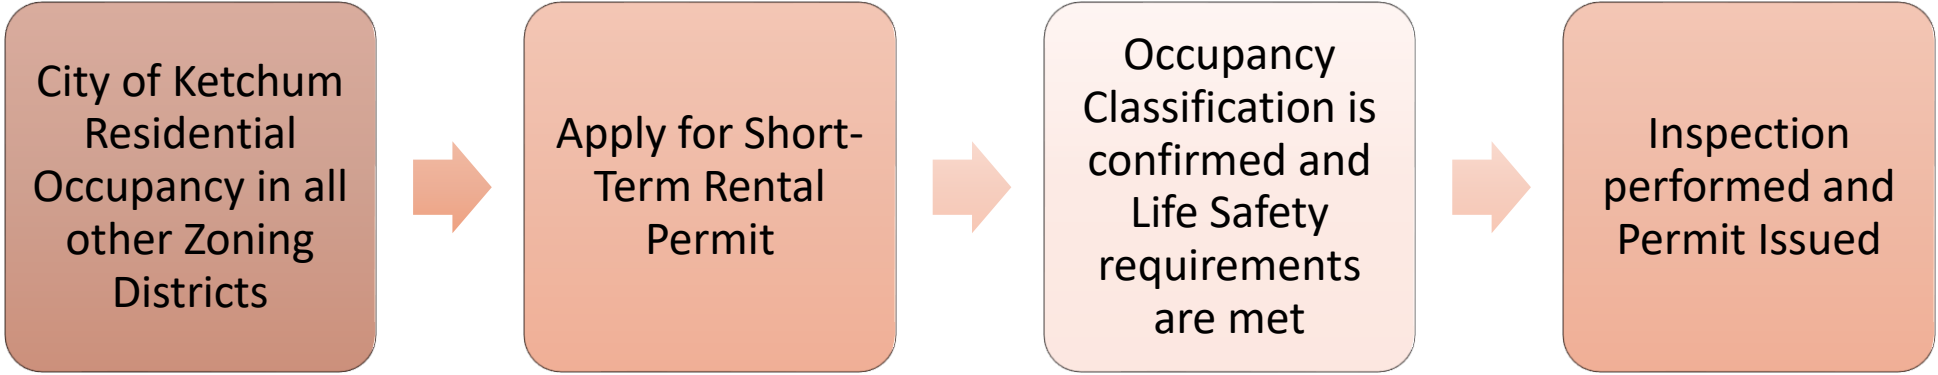 City of Ketchum
Residential
Occupancy in all
other Zoning
Districts
Apply for Short-
Term Rental
Permit
Occupancy
Classification is
confirmed and
Life Safety
requirements
are met
Inspection
performed and
Permit Issued